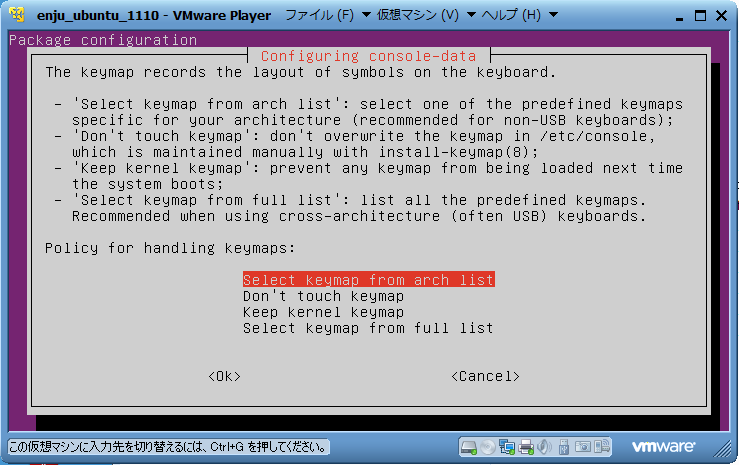 enju_ubuntu_1110 - VMware Player ファイル (F) 仮想マシン (V) ヘルプ (H)
Package configuration
Configuring console-data
The keymap records the layout of symbols on the keyboard.
- 'Select keymap from arch list': select one of the predefined keymaps
specific for your architecture (recommended for non-USB keyboards);
- 'Don't touch keymap': don't overwrite the keymap in /etc/console,
which is maintained manually with install-keymap(8);
- 'Keep kernel keymap': prevent any keymap from being loaded next time
the system boots;
- 'Select keymap from full list': list all the predefined keymaps.
Recommended when using cross-architecture (often USB) keyboards.
Policy for handling keymaps:
Select keymap from arch list
Don't touch keymap
Keep kernel keymap
Select keymap from full list
<Ok> <Cancel>
この仮想マシンに入力先を切り替えるには、Ctrl+G を押してください。 vmware